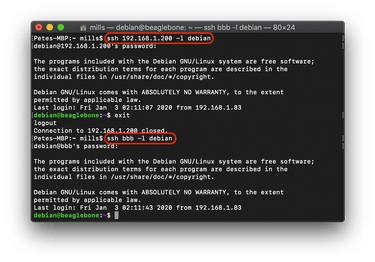 mills — debian@beaglebone: ~ — ssh bbb -l debian — 80×24
[Petes-MBP:~ mills$ ssh 192.168.1.200 -l debian
[debian@192.168.1.200's password:
The programs included with the Debian GNU/Linux system are free software;
the exact distribution terms for each program are described in the
individual files in /usr/share/doc/*/copyright.
Debian GNU/Linux comes with ABSOLUTELY NO WARRANTY, to the extent
permitted by applicable law.
Last login: Fri Jan  3 02:11:07 2020 from 192.168.1.83
[debian@beaglebone:~$ exit
logout
Connection to 192.168.1.200 closed.
[Petes-MBP:~ mills$ ssh bbb -l debian
[debian@bbb's password:
The programs included with the Debian GNU/Linux system are free software;
the exact distribution terms for each program are described in the
individual files in /usr/share/doc/*/copyright.
Debian GNU/Linux comes with ABSOLUTELY NO WARRANTY, to the extent
permitted by applicable law.
Last login: Fri Jan  3 02:11:43 2020 from 192.168.1.83
debian@beaglebone:~$